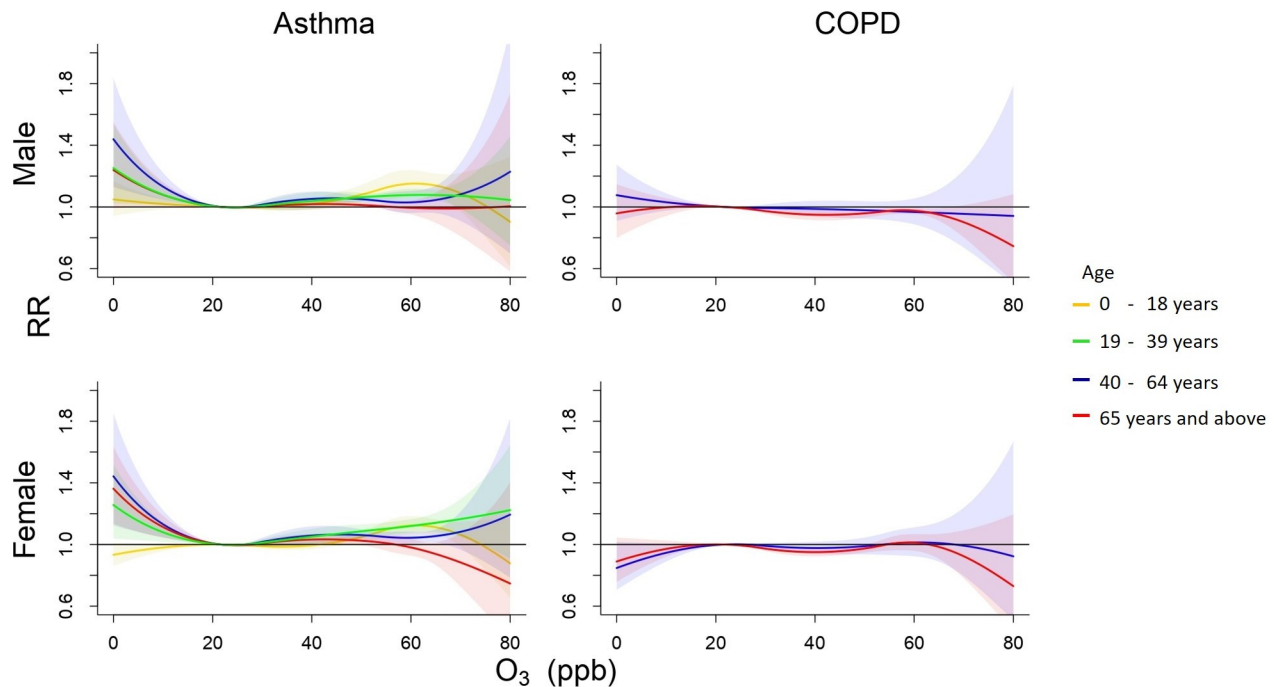 Asthma
COPD
Male
0.6 1.0 1.4 1.8
0 20 40 60 80
0.6 1.0 1.4 1.8
0 20 40 60 80
RR
Age
0 - 18 years
19 - 39 years
40 - 64 years
65 years and above
Female
0.6 1.0 1.4 1.8
0 20 40 60 80
0.6 1.0 1.4 1.8
0 20 40 60 80
O₃ (ppb)